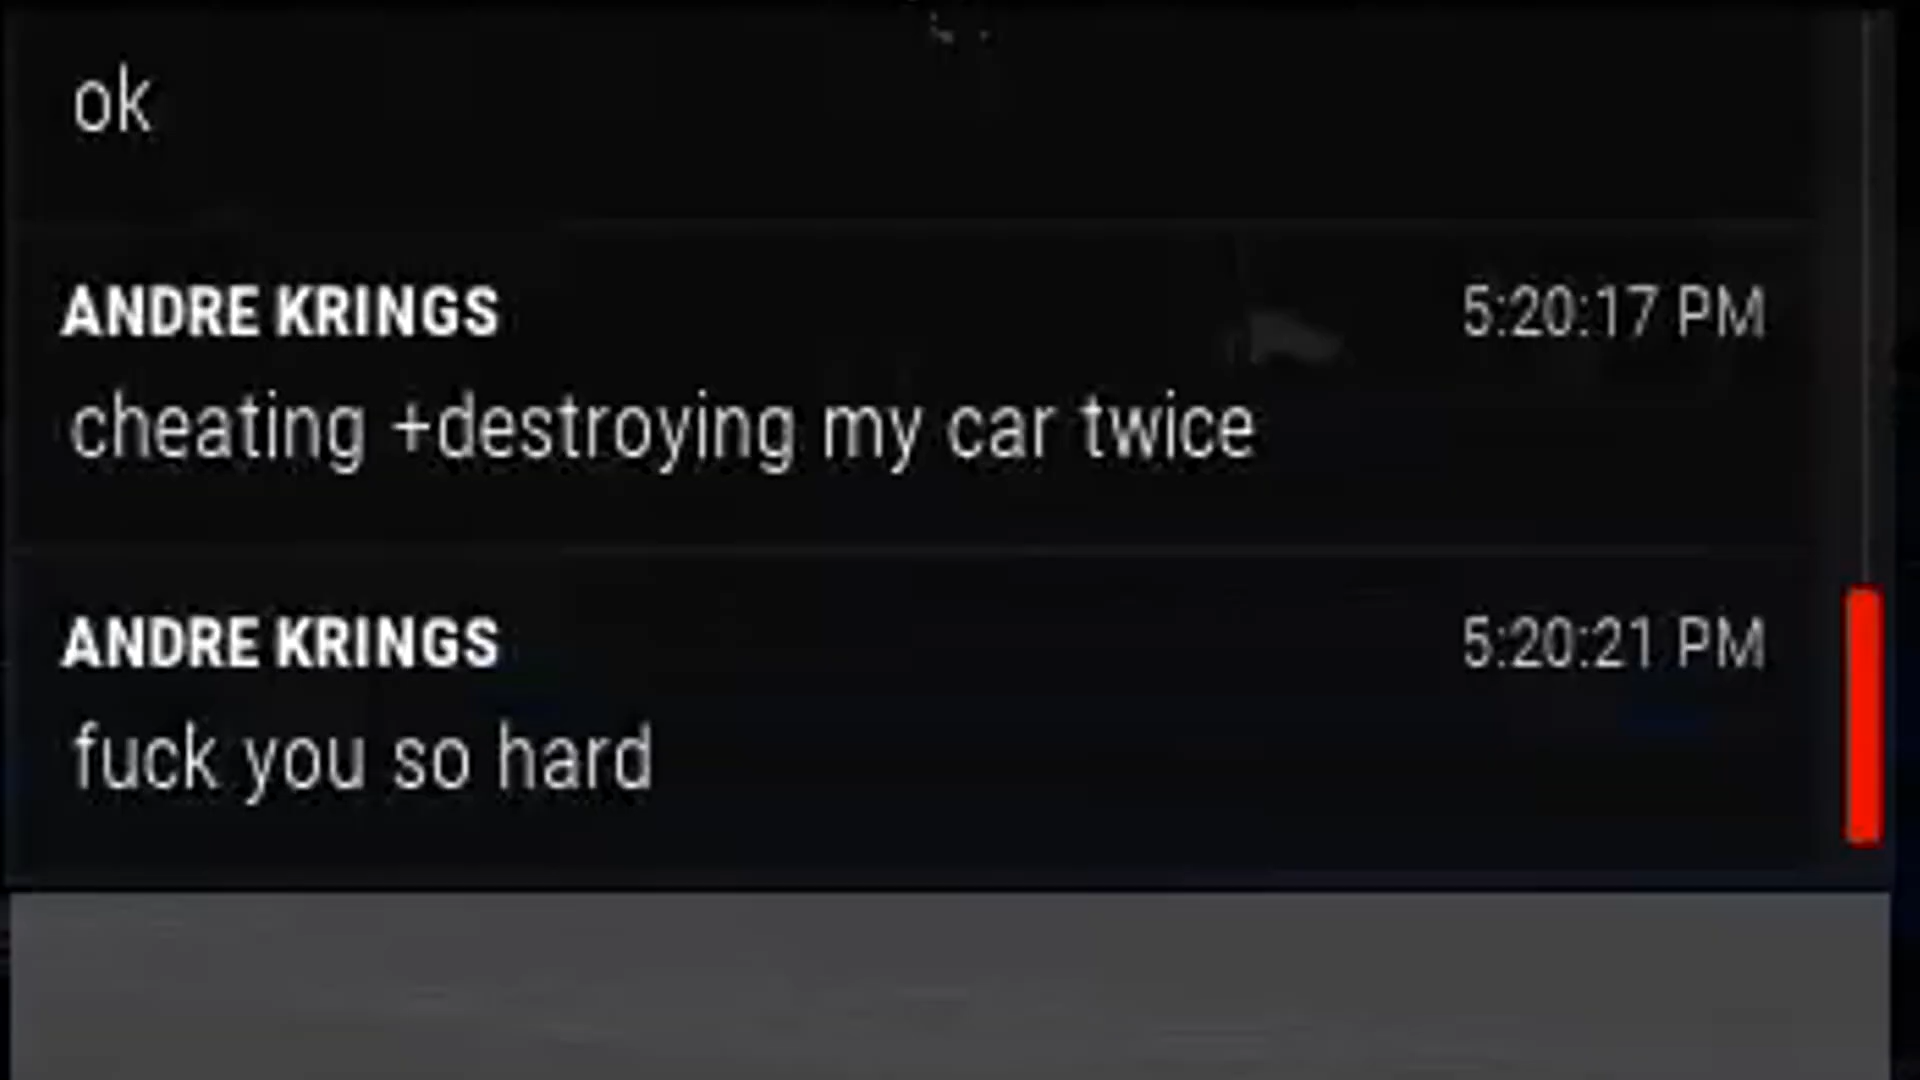 ok
ANDRE KRINGS 5:20:17 PM
cheating +destroying my car twice
ANDRE KRINGS 5:20:21 PM
fuck you so hard